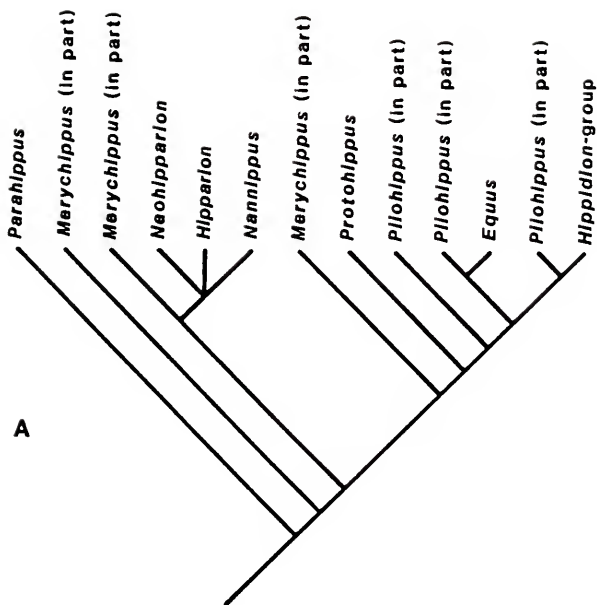 Parahippus
Merychippus (in part)
Merychippus (in part)
Neohipparion
Hipparion
Nannippus
Merychippus (in part)
Protohippus
Pliohippus (in part)
Pliohippus (in part)
Equus
Pliohippus (in part)
Hippidion-group
A